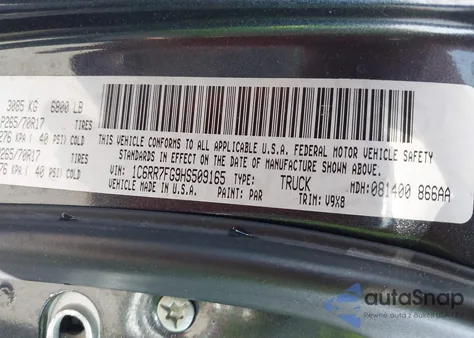 3085 KG 6800 LB
P265/70R17 TIRES
276 KPA ( 40 PSI) COLD
265/70R17 TIRES
KPA ( 40 PSI) COLD
THIS VEHICLE CONFORMS TO ALL APPLICABLE U.S.A. FEDERAL MOTOR VEHICLE SAFETY
STANDARDS IN EFFECT ON THE DATE OF MANUFACTURE SHOWN ABOVE.
VIN: 1C6RR7FG9HS509165 TYPE: TRUCK MDH: 081400 866AA
VEHICLE MADE IN U.S.A. PAINT: PAR TRIM: V9X8
autoSnap